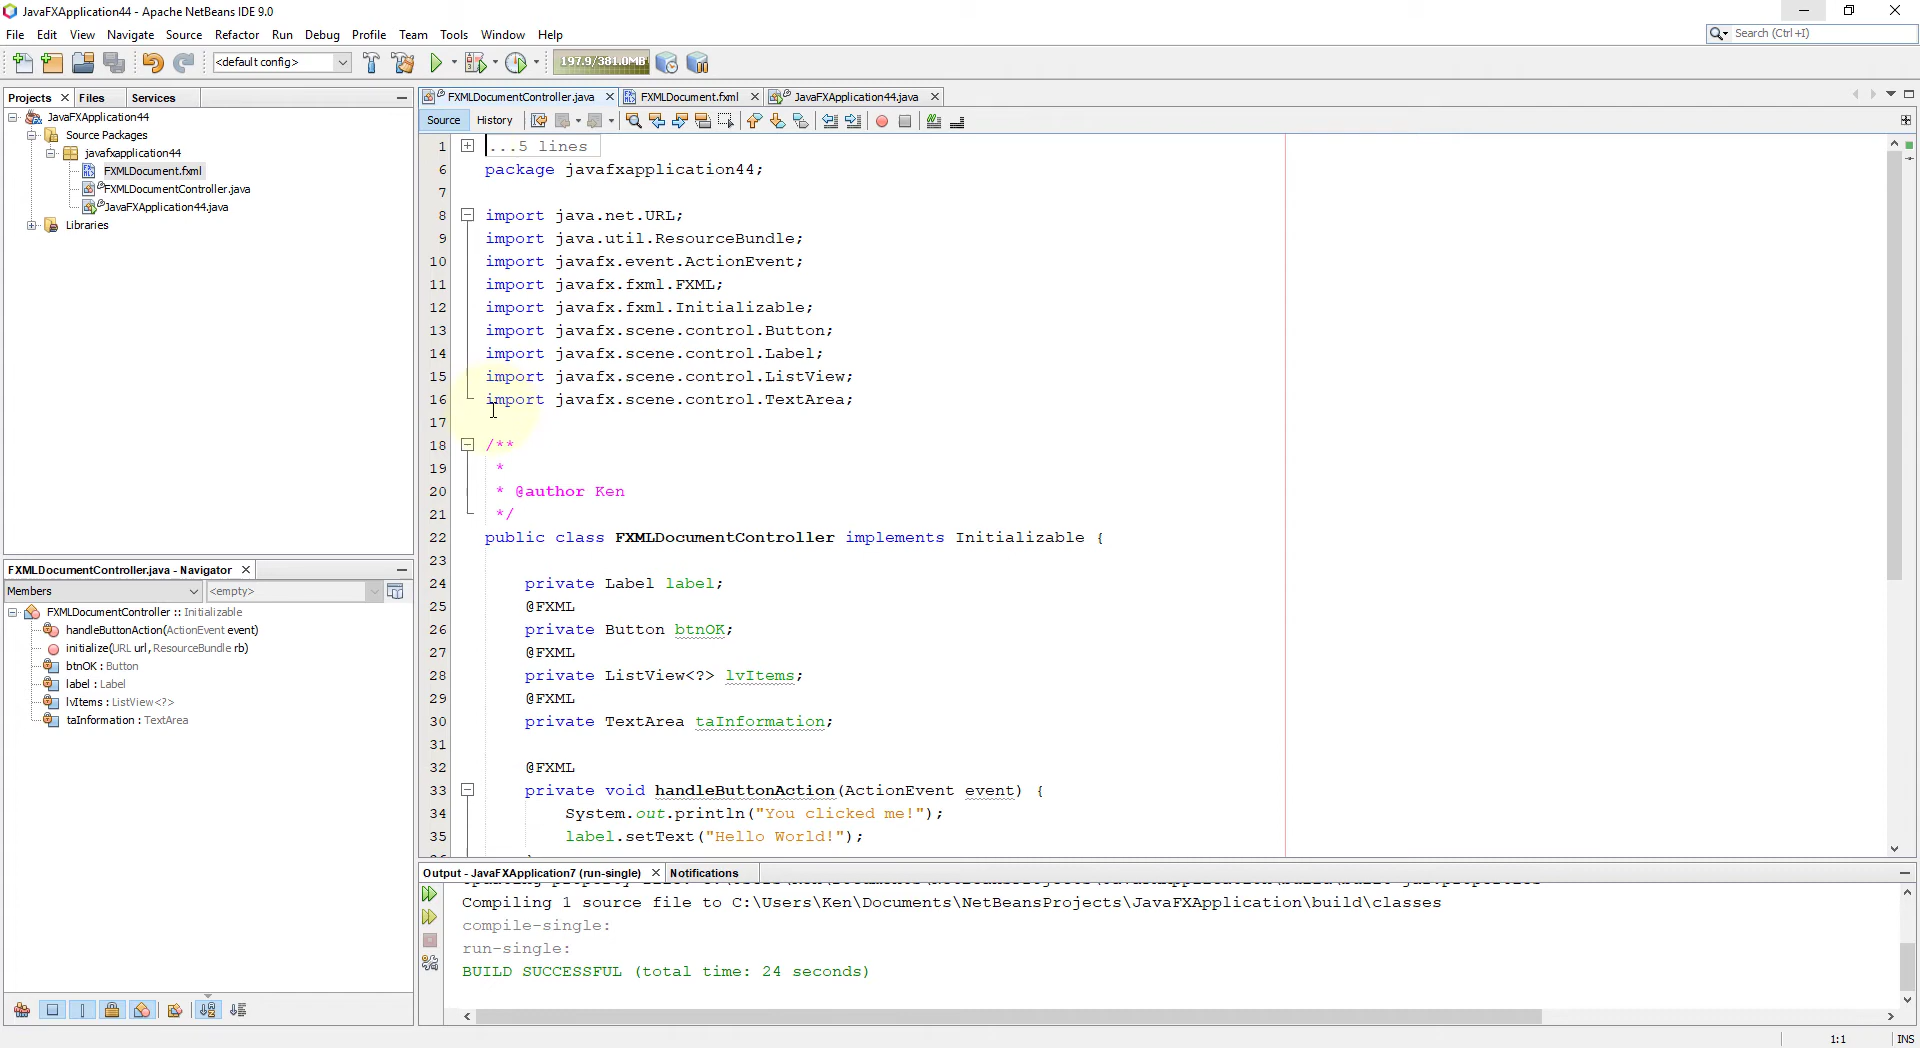 JavaFXApplication44 - Apache NetBeans IDE 9.0
File Edit View Navigate Source Refactor Run Debug Profile Team Tools Window Help
Search (Ctrl+I)
<default config>
197.9/381.0MB
Projects Files Services
JavaFXApplication44
Source Packages
javafxapplication44
FXMLDocument.fxml
FXMLDocumentController.java
JavaFXApplication44.java
Libraries
FXMLDocumentController.java - Navigator
Members <empty>
FXMLDocumentController :: Initializable
handleButtonAction(ActionEvent event)
initialize(URL url, ResourceBundle rb)
btnOK : Button
label : Label
lvItems : ListView<?>
taInformation : TextArea
FXMLDocumentController.java FXMLDocument.fxml JavaFXApplication44.java
Source History
1 ...5 lines
6 package javafxapplication44;
7
8 import java.net.URL;
9 import java.util.ResourceBundle;
10 import javafx.event.ActionEvent;
11 import javafx.fxml.FXML;
12 import javafx.fxml.Initializable;
13 import javafx.scene.control.Button;
14 import javafx.scene.control.Label;
15 import javafx.scene.control.ListView;
16 import javafx.scene.control.TextArea;
17
18 /**
19 *
20 * @author Ken
21 */
22 public class FXMLDocumentController implements Initializable {
23
24 private Label label;
25 @FXML
26 private Button btnOK;
27 @FXML
28 private ListView<?> lvItems;
29 @FXML
30 private TextArea taInformation;
31
32 @FXML
33 private void handleButtonAction(ActionEvent event) {
34 System.out.println("You clicked me!");
35 label.setText("Hello World!");
Output - JavaFXApplication7 (run-single) Notifications
Compiling 1 source file to C:\Users\Ken\Documents\NetBeansProjects\JavaFXApplication\build\classes
compile-single:
run-single:
BUILD SUCCESSFUL (total time: 24 seconds)
1:1 INS